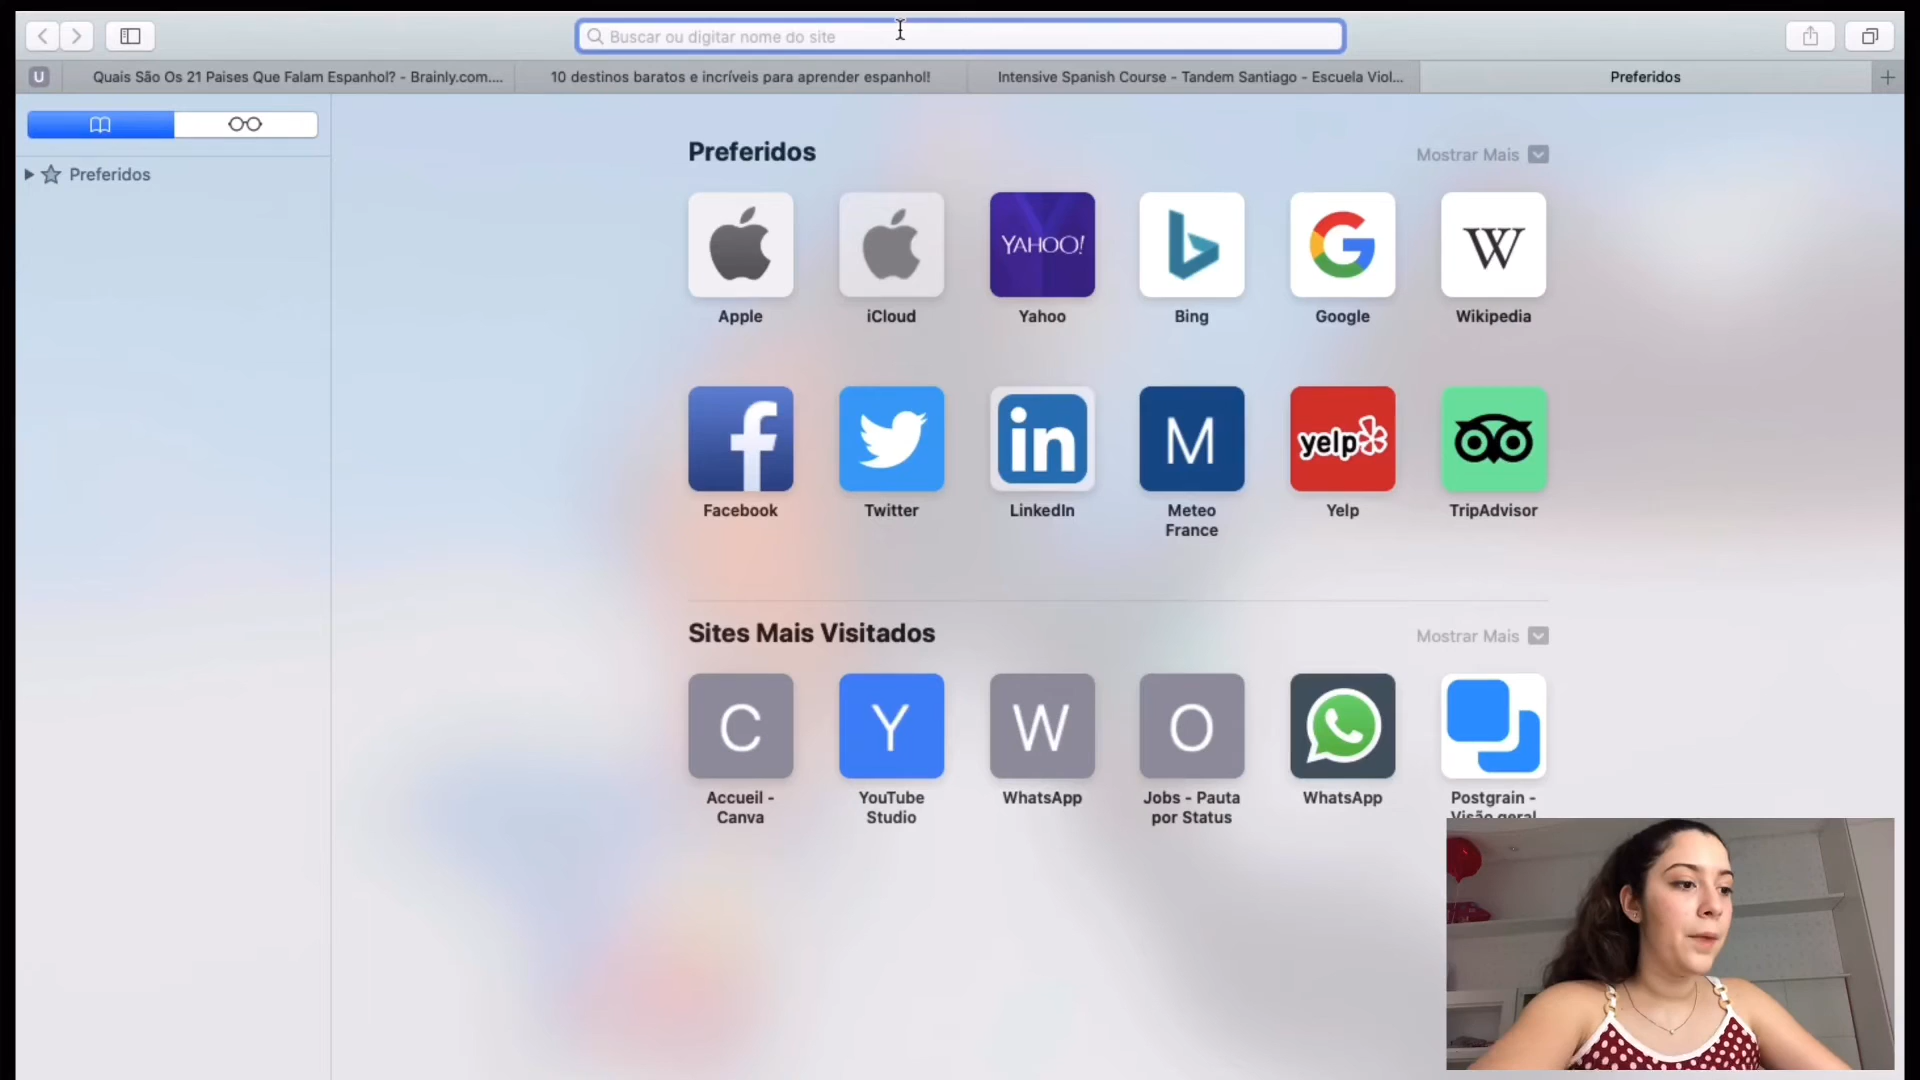 Buscar ou digitar nome do site
U
Quais São Os 21 Paises Que Falam Espanhol? - Brainly.com....
10 destinos baratos e incríveis para aprender espanhol!
Intensive Spanish Course - Tandem Santiago - Escuela Viol...
Preferidos
Preferidos
Preferidos
Mostrar Mais
YAHOO!
W
Apple
iCloud
Yahoo
Bing
Google
Wikipedia
f
in
M
yelp
Facebook
Twitter
LinkedIn
Meteo
France
Yelp
TripAdvisor
Sites Mais Visitados
Mostrar Mais
C
Y
W
O
Accueil -
Canva
YouTube
Studio
WhatsApp
Jobs - Pauta
por Status
WhatsApp
Postgrain -
Visão geral